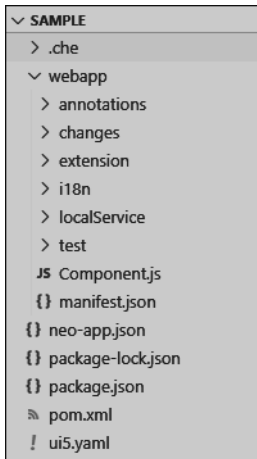 SAMPLE
.che
webapp
annotations
changes
extension
i18n
localService
test
JS Component.js
{} manifest.json
{} neo-app.json
{} package-lock.json
{} package.json
pom.xml
! ui5.yaml